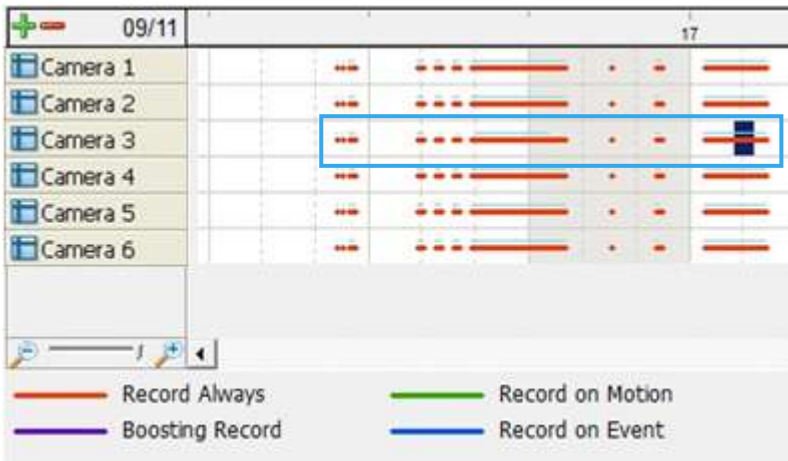 09/11
17
Camera 1
Camera 2
Camera 3
Camera 4
Camera 5
Camera 6
Record Always
Record on Motion
Boosting Record
Record on Event